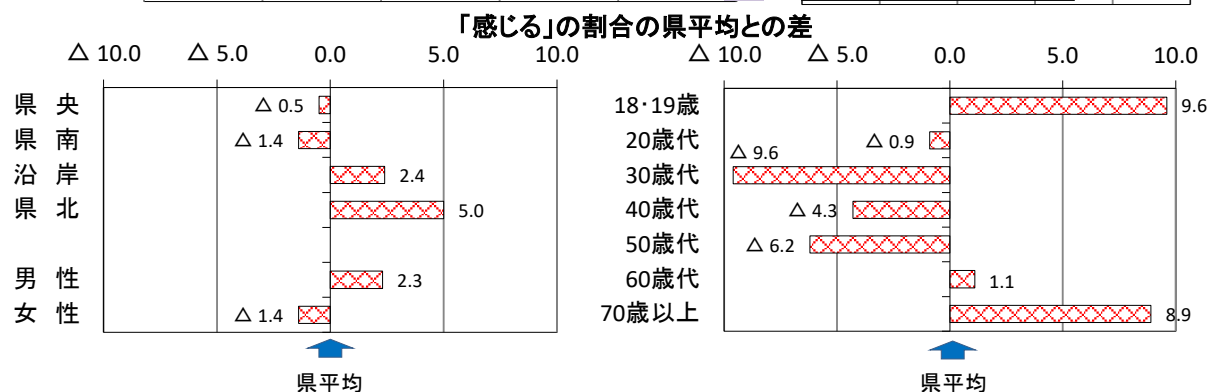 「感じる」の割合の県平均との差
△ 10.0 △ 5.0 0.0 5.0 10.0
県 央 △ 0.5
県 南 △ 1.4
沿 岸 2.4
県 北 5.0
男 性 2.3
女 性 △ 1.4
県平均
△ 10.0 △ 5.0 0.0 5.0 10.0
18・19歳 9.6
20歳代 △ 0.9
30歳代 △ 9.6
40歳代 △ 4.3
50歳代 △ 6.2
60歳代 1.1
70歳以上 8.9
県平均